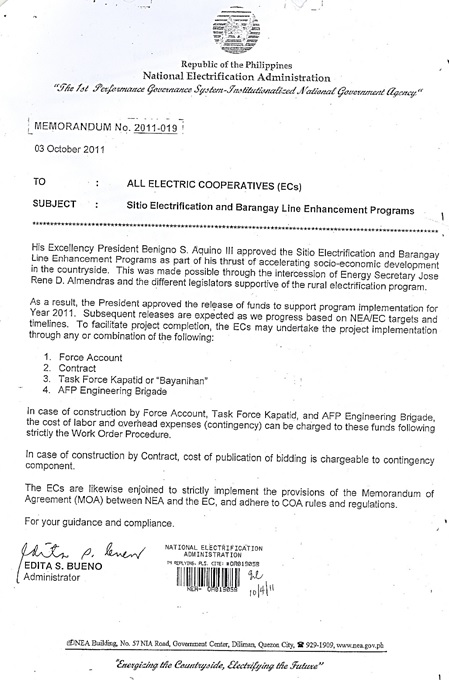 Republic of the Philippines
National Electrification Administration
"The 1st Performance Governance System-Institutionalized National Government Agency"
MEMORANDUM No. 2011-019
03 October 2011
TO : ALL ELECTRIC COOPERATIVES (ECs)
SUBJECT : Sitio Electrification and Barangay Line Enhancement Programs
His Excellency President Benigno S. Aquino III approved the Sitio Electrification and Barangay
Line Enhancement Programs as part of his thrust of accelerating socio-economic development
in the countryside. This was made possible through the intercession of Energy Secretary Jose
Rene D. Almendras and the different legislators supportive of the rural electrification program.
As a result, the President approved the release of funds to support program implementation for
Year 2011. Subsequent releases are expected as we progress based on NEA/EC targets and
timelines. To facilitate project completion, the ECs may undertake the project implementation
through any or combination of the following:
1. Force Account
2. Contract
3. Task Force Kapatid or "Bayanihan"
4. AFP Engineering Brigade
In case of construction by Force Account, Task Force Kapatid, and AFP Engineering Brigade,
the cost of labor and overhead expenses (contingency) can be charged to these funds following
strictly the Work Order Procedure.
In case of construction by Contract, cost of publication of bidding is chargeable to contingency
component.
The ECs are likewise enjoined to strictly implement the provisions of the Memorandum of
Agreement (MOA) between NEA and the EC, and adhere to COA rules and regulations.
For your guidance and compliance.
EDITA S. BUENO
Administrator
NATIONAL ELECTRIFICATION
ADMINISTRATION
IN REPLYING, PLS. CITE: #OA019058
NEA- OA019058
10/4/11
NEA Building, No. 57 NIA Road, Government Center, Diliman, Quezon City, ☎ 929-1909, www.nea.gov.ph
"Energizing the Countryside, Electrifying the Future"